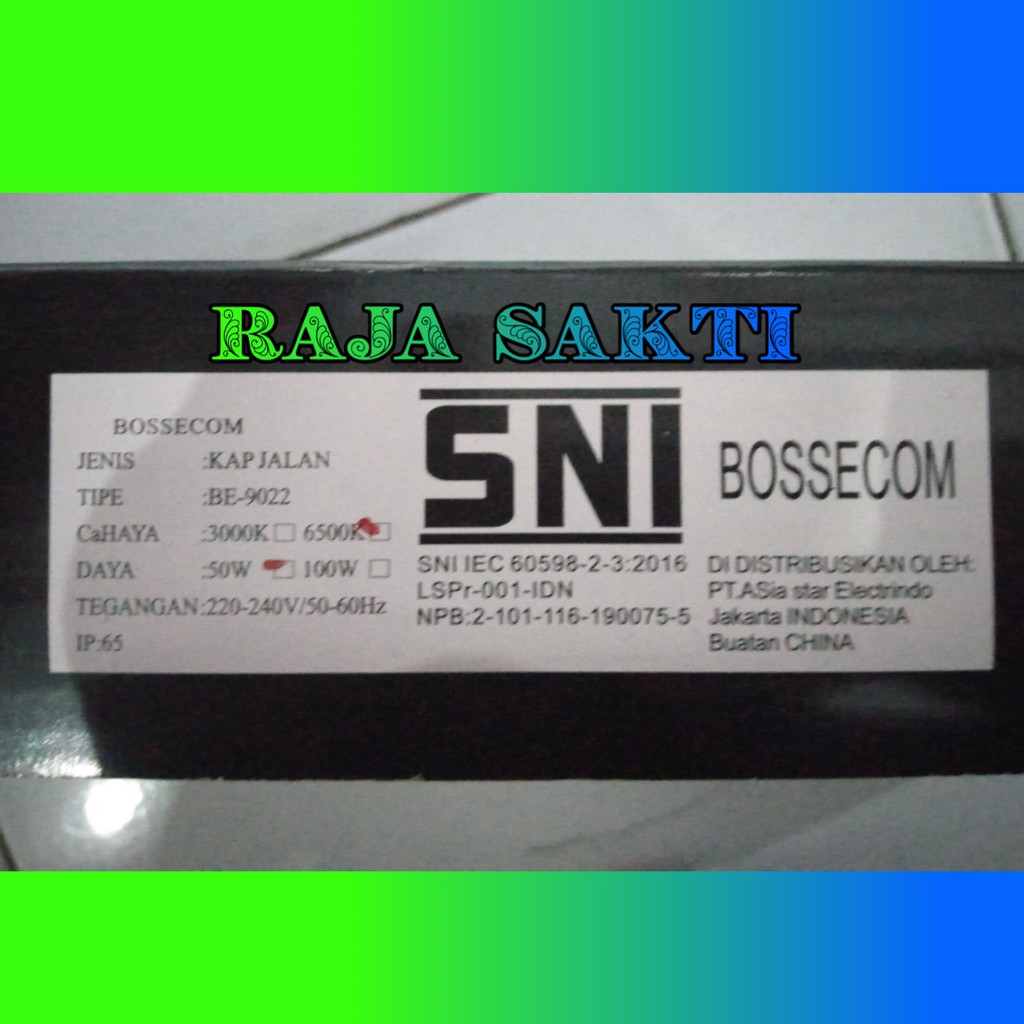 RAJA SAKTI
BOSSECOM
JENIS :KAP JALAN
TIPE :BE-9022
CaHAYA :3000K☐ 6500K☐
DAYA :50W ☐ 100W ☐
TEGANGAN:220-240V/50-60Hz
IP:65
SNI
SNI IEC 60598-2-3:2016
LSPr-001-IDN
NPB:2-101-116-190075-5
BOSSECOM
DI DISTRIBUSIKAN OLEH:
PT.ASia star Electrindo
Jakarta INDONESIA
Buatan CHINA